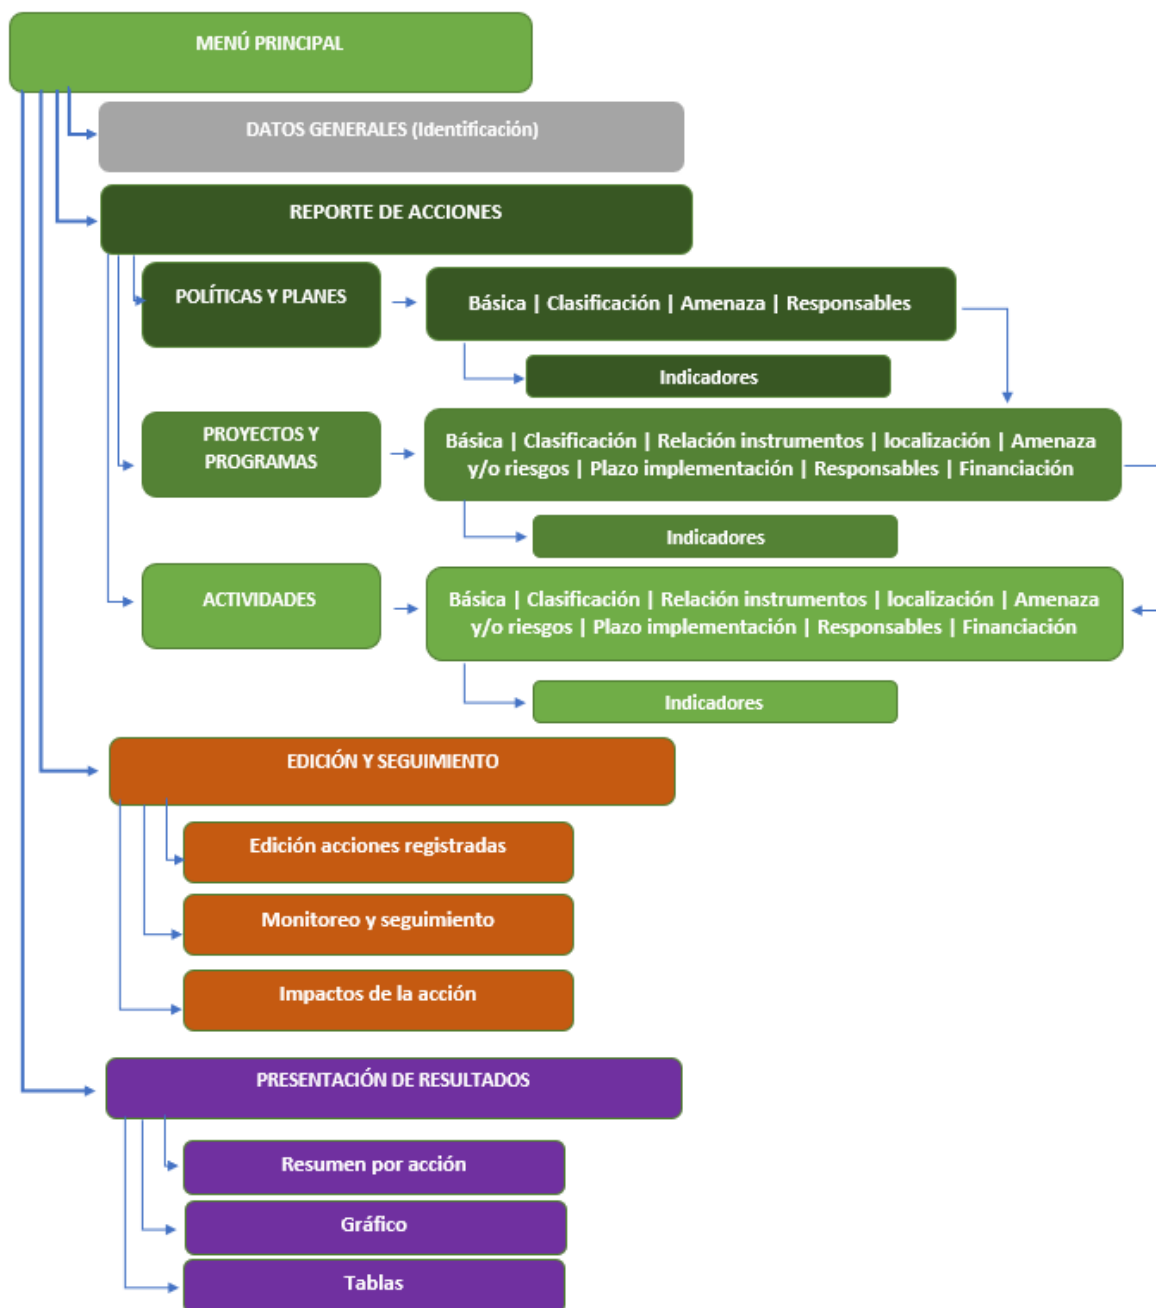 MENÚ PRINCIPAL
DATOS GENERALES (Identificación)
REPORTE DE ACCIONES
POLÍTICAS Y PLANES
Básica | Clasificación | Amenaza | Responsables
Indicadores
PROYECTOS Y
PROGRAMAS
Básica | Clasificación | Relación instrumentos | localización | Amenaza
y/o riesgos | Plazo implementación | Responsables | Financiación
Indicadores
ACTIVIDADES
Básica | Clasificación | Relación instrumentos | localización | Amenaza
y/o riesgos | Plazo implementación | Responsables | Financiación
Indicadores
EDICIÓN Y SEGUIMIENTO
Edición acciones registradas
Monitoreo y seguimiento
Impactos de la acción
PRESENTACIÓN DE RESULTADOS
Resumen por acción
Gráfico
Tablas